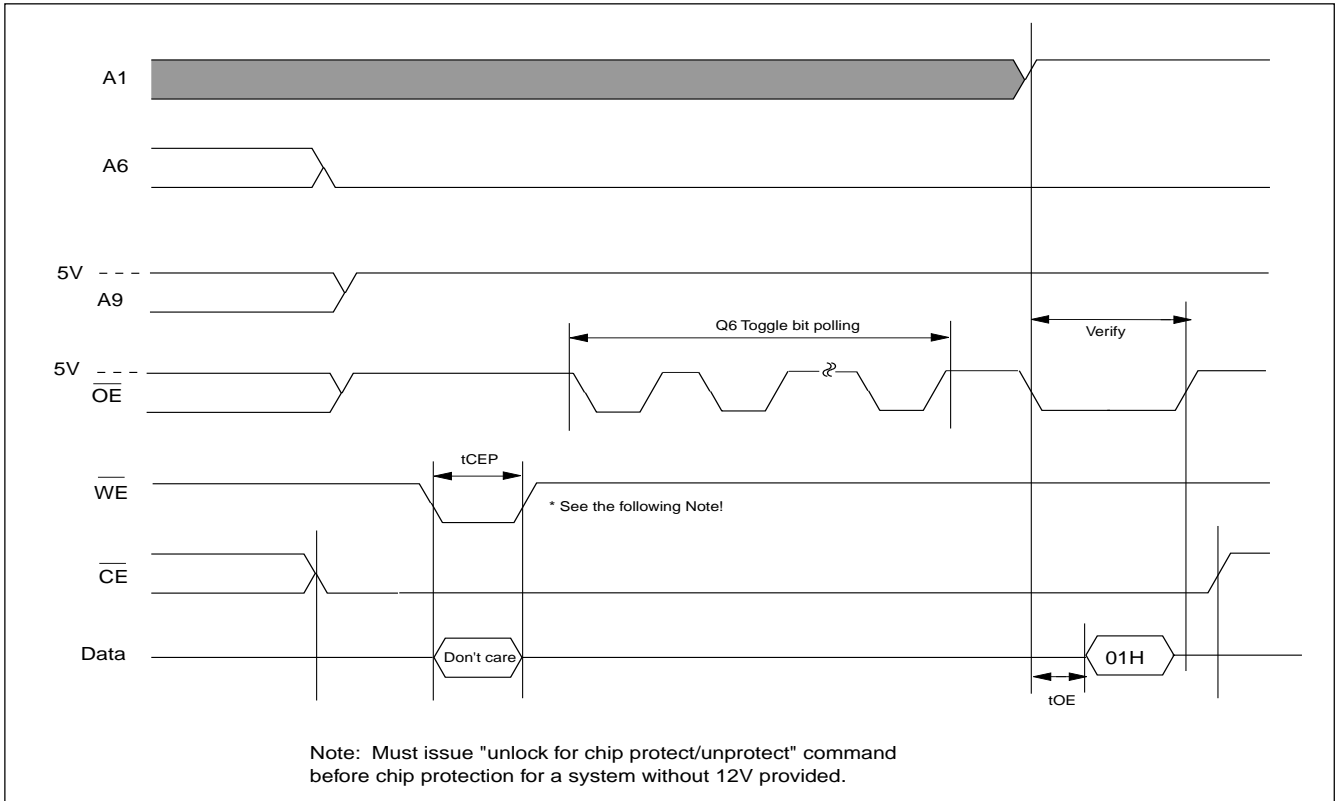 A1
A6
5V
A9
Q6 Toggle bit polling
Verify
5V
OE
tCEP
WE
* See the following Note!
CE
Data
Don't care
01H
tOE
Note: Must issue "unlock for chip protect/unprotect" command
before chip protection for a system without 12V provided.